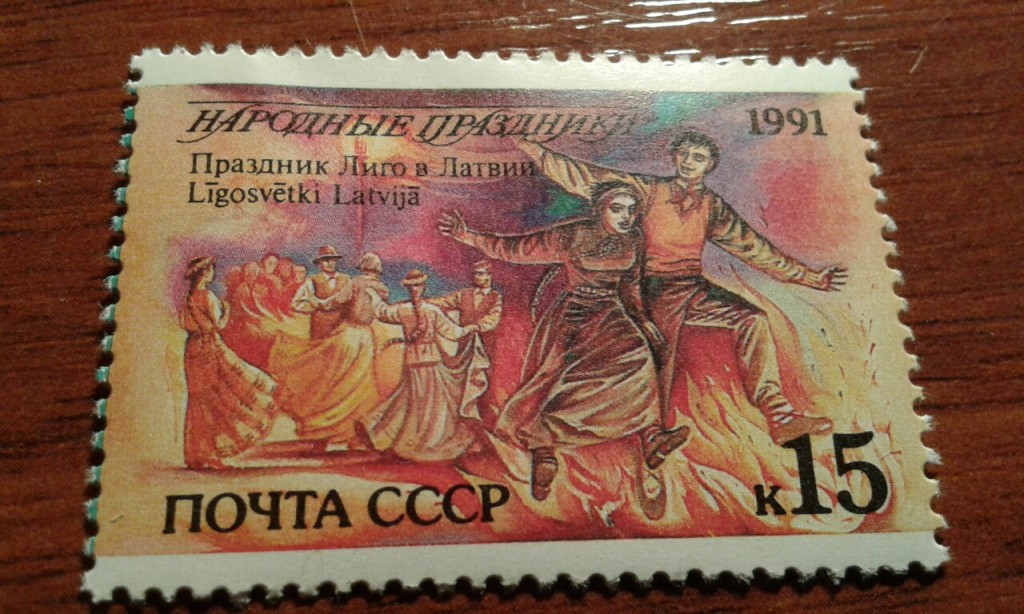 НАРОДНЫЕ ПРАЗДНИКИ
1991
Праздник Лиго в Латвии
Līgosvētki Latvijā
ПОЧТА СССР
к15